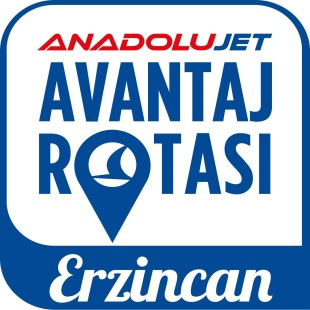 ANADOLUJET
AVANTAJ
ROTASI
Erzincan